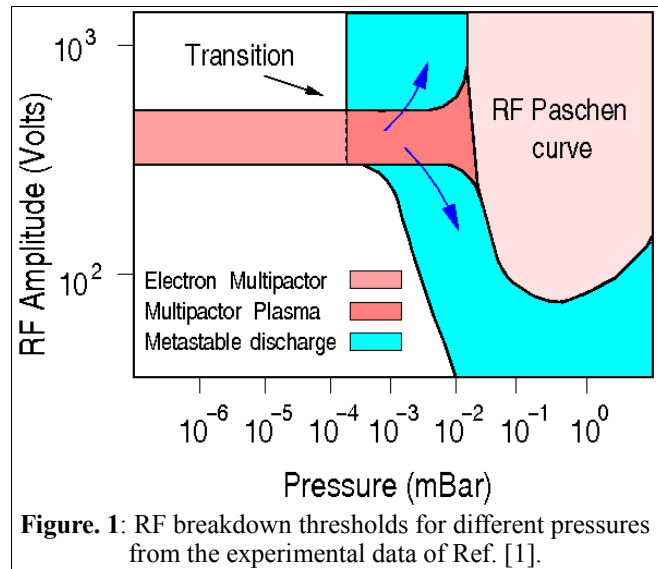 10³
Transition
RF Paschen
curve
RF Amplitude (Volts)
10²
Electron Multipactor
Multipactor Plasma
Metastable discharge
10⁻⁶ 10⁻⁵ 10⁻⁴ 10⁻³ 10⁻² 10⁻¹ 10⁰
Pressure (mBar)
Figure. 1: RF breakdown thresholds for different pressures
from the experimental data of Ref. [1].